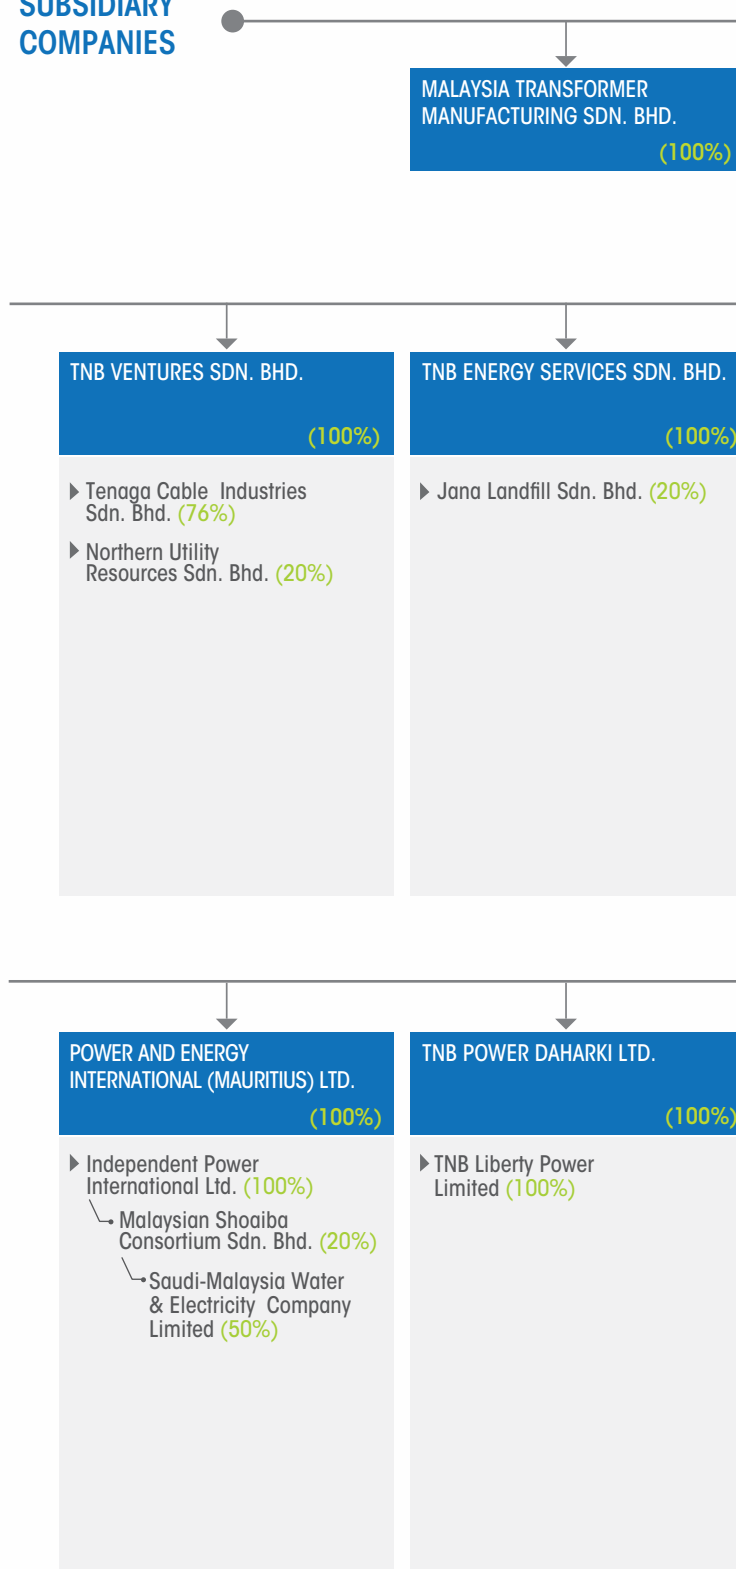 SUBSIDIARY
COMPANIES
MALAYSIA TRANSFORMER
MANUFACTURING SDN. BHD.
(100%)
TNB VENTURES SDN. BHD.
(100%)
Tenaga Cable Industries
Sdn. Bhd. (76%)
Northern Utility
Resources Sdn. Bhd. (20%)
TNB ENERGY SERVICES SDN. BHD.
(100%)
Jana Landfill Sdn. Bhd. (20%)
POWER AND ENERGY
INTERNATIONAL (MAURITIUS) LTD.
(100%)
Independent Power
International Ltd. (100%)
Malaysian Shoaiba
Consortium Sdn. Bhd. (20%)
Saudi-Malaysia Water
& Electricity Company
Limited (50%)
TNB POWER DAHARKI LTD.
(100%)
TNB Liberty Power
Limited (100%)